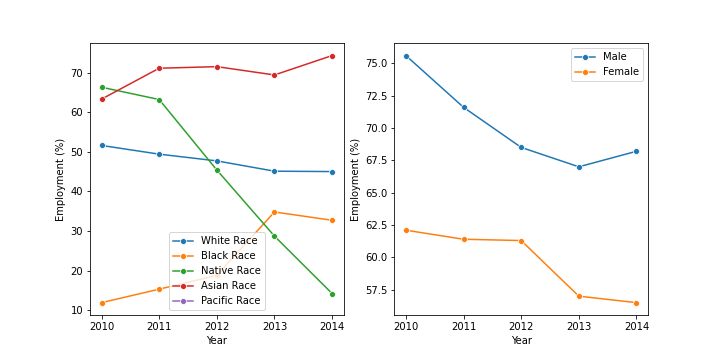 70
60
50
40
30
20
10
Employment (%)
2010 2011 2012 2013 2014
Year
White Race
Black Race
Native Race
Asian Race
Pacific Race
75.0
72.5
70.0
67.5
65.0
62.5
60.0
57.5
Employment (%)
2010 2011 2012 2013 2014
Year
Male
Female